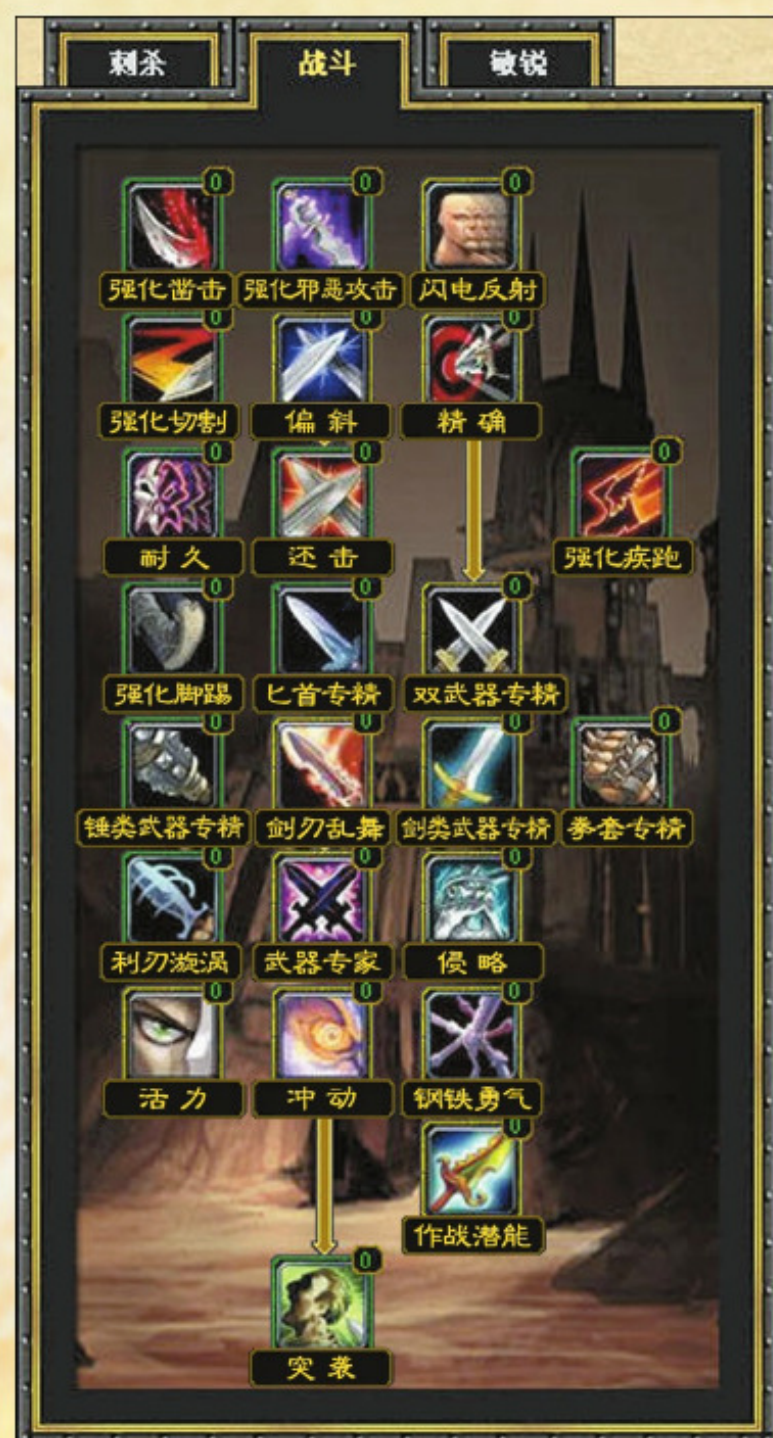 刺杀 战斗 敏锐
0 0 0
强化凿击 强化邪恶攻击 闪电反射
0 0 0
强化切割 偏斜 精确
0 0 0
耐久 还击 强化疾跑
0 0 0
强化脚踢 匕首专精 双武器专精
0 0 0 0
锤类武器专精 剑刃乱舞 剑类武器专精 拳套专精
0 0 0
利刃漩涡 武器专家 侵略
0 0 0
活力 冲动 钢铁勇气
0
作战潜能
0
突袭